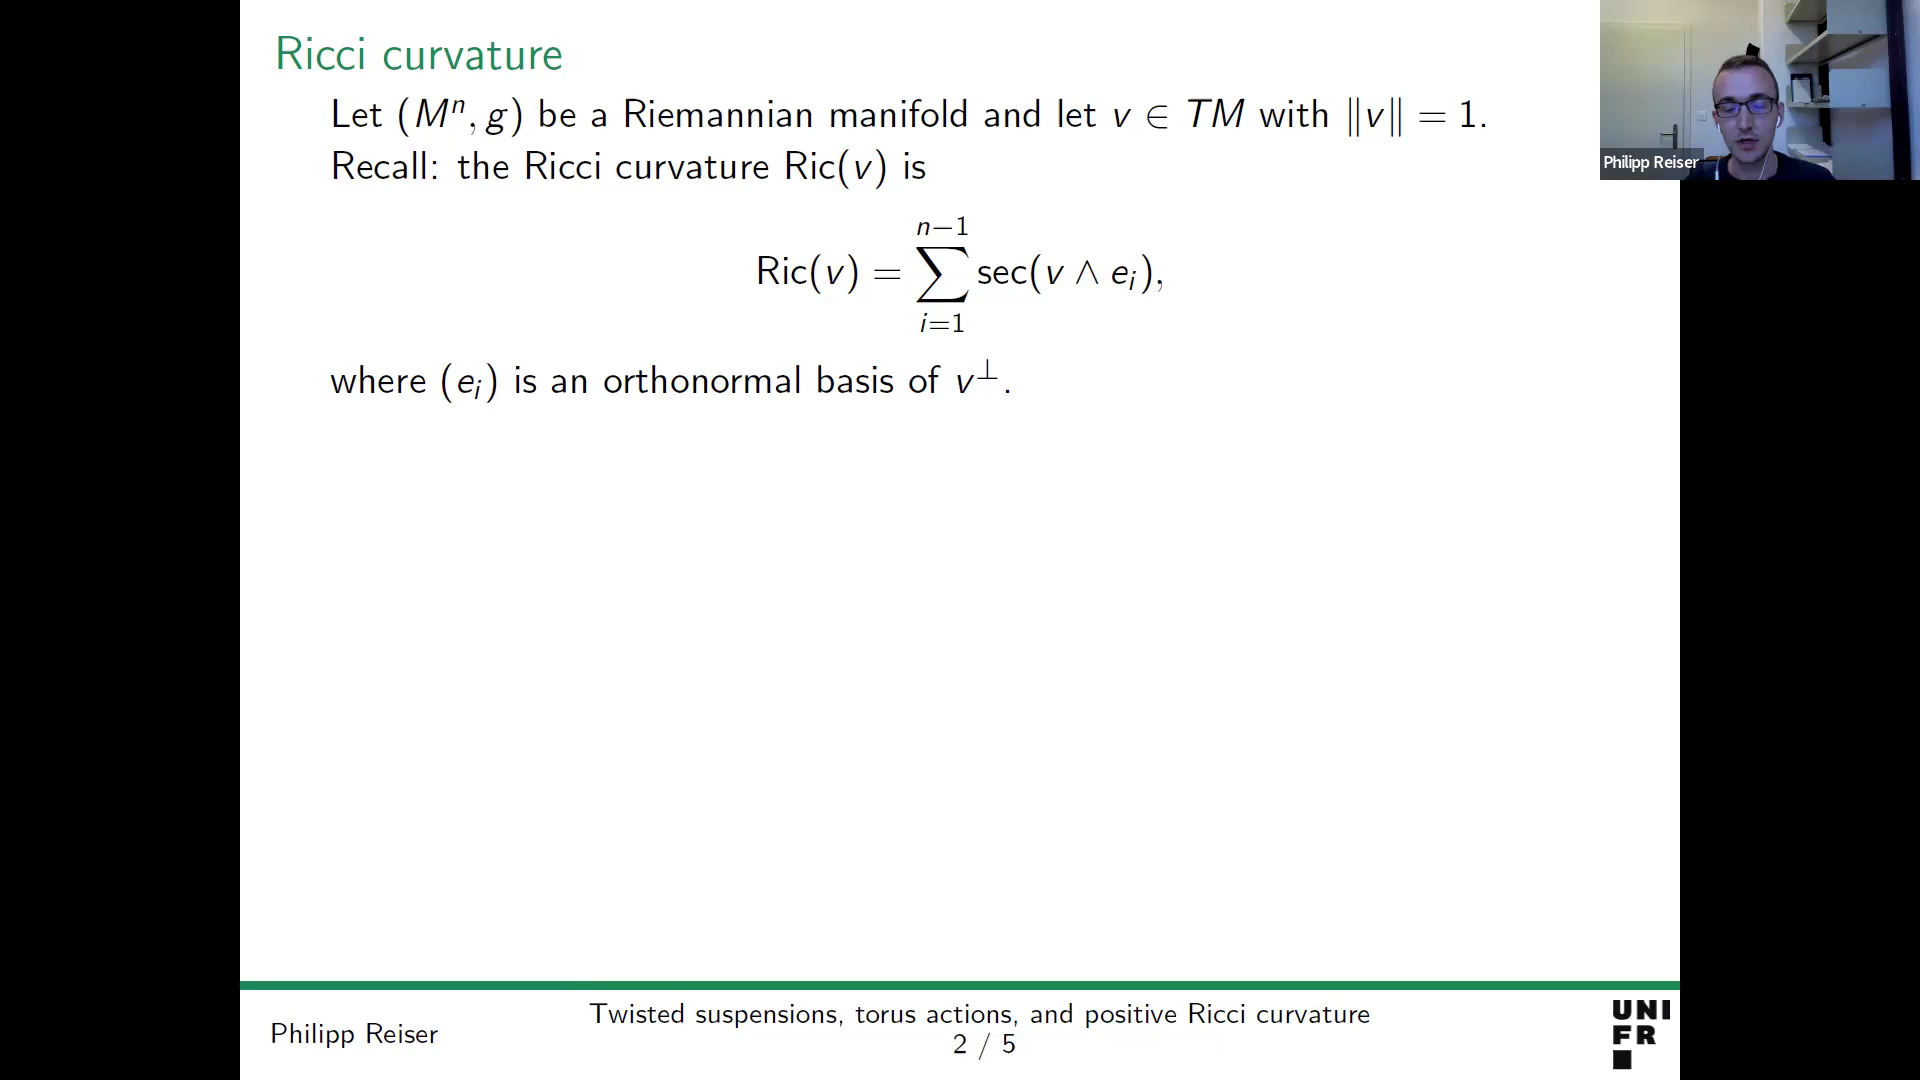 Ricci curvature
Let (Mⁿ, g) be a Riemannian manifold and let v ∈ TM with ‖v‖ = 1.
Recall: the Ricci curvature Ric(v) is
Ric(v) = ∑_{i=1}^{n−1} sec(v ∧ e_i),
where (e_i) is an orthonormal basis of v^⊥.
Philipp Reiser
Philipp Reiser
Twisted suspensions, torus actions, and positive Ricci curvature
2 / 5
UNI
FR